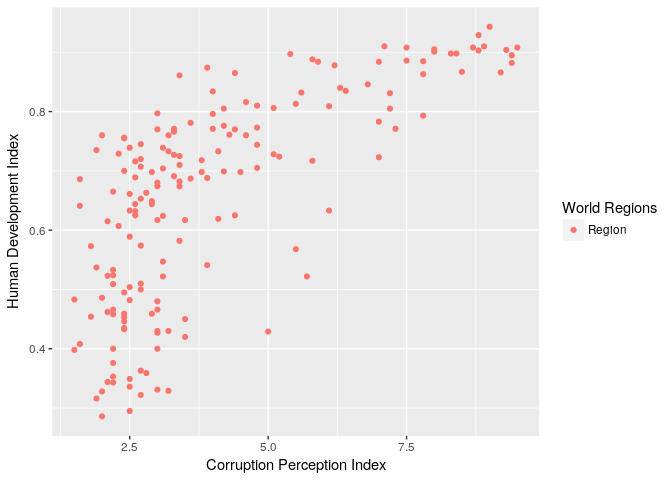 Human Development Index
0.8
0.6
0.4
2.5 5.0 7.5
Corruption Perception Index
World Regions
Region